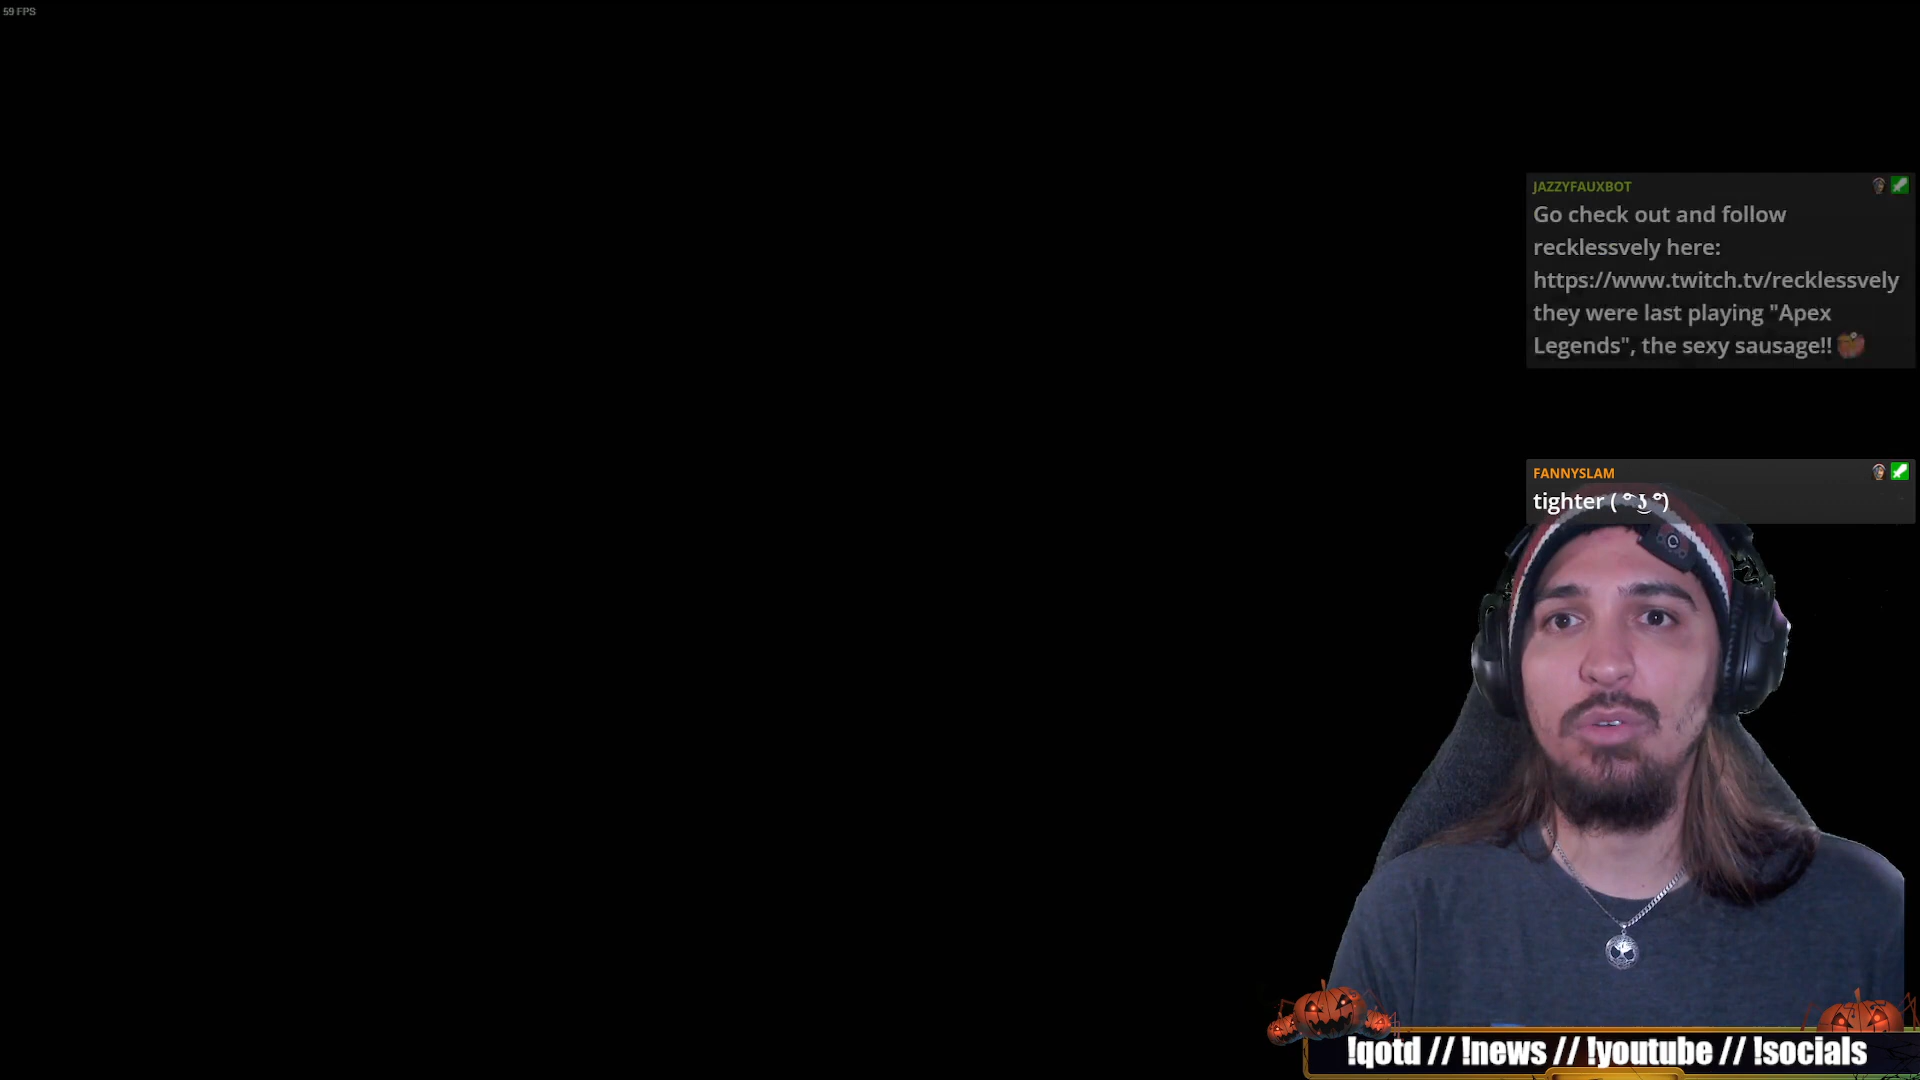 59 FPS
JAZZYFAUXBOT
Go check out and follow
recklessvely here:
https://www.twitch.tv/recklessvely
they were last playing "Apex
Legends", the sexy sausage!!
FANNYSLAM
tighter ( ͡° ͜ʖ ͡°)
!qotd // !news // !youtube // !socials